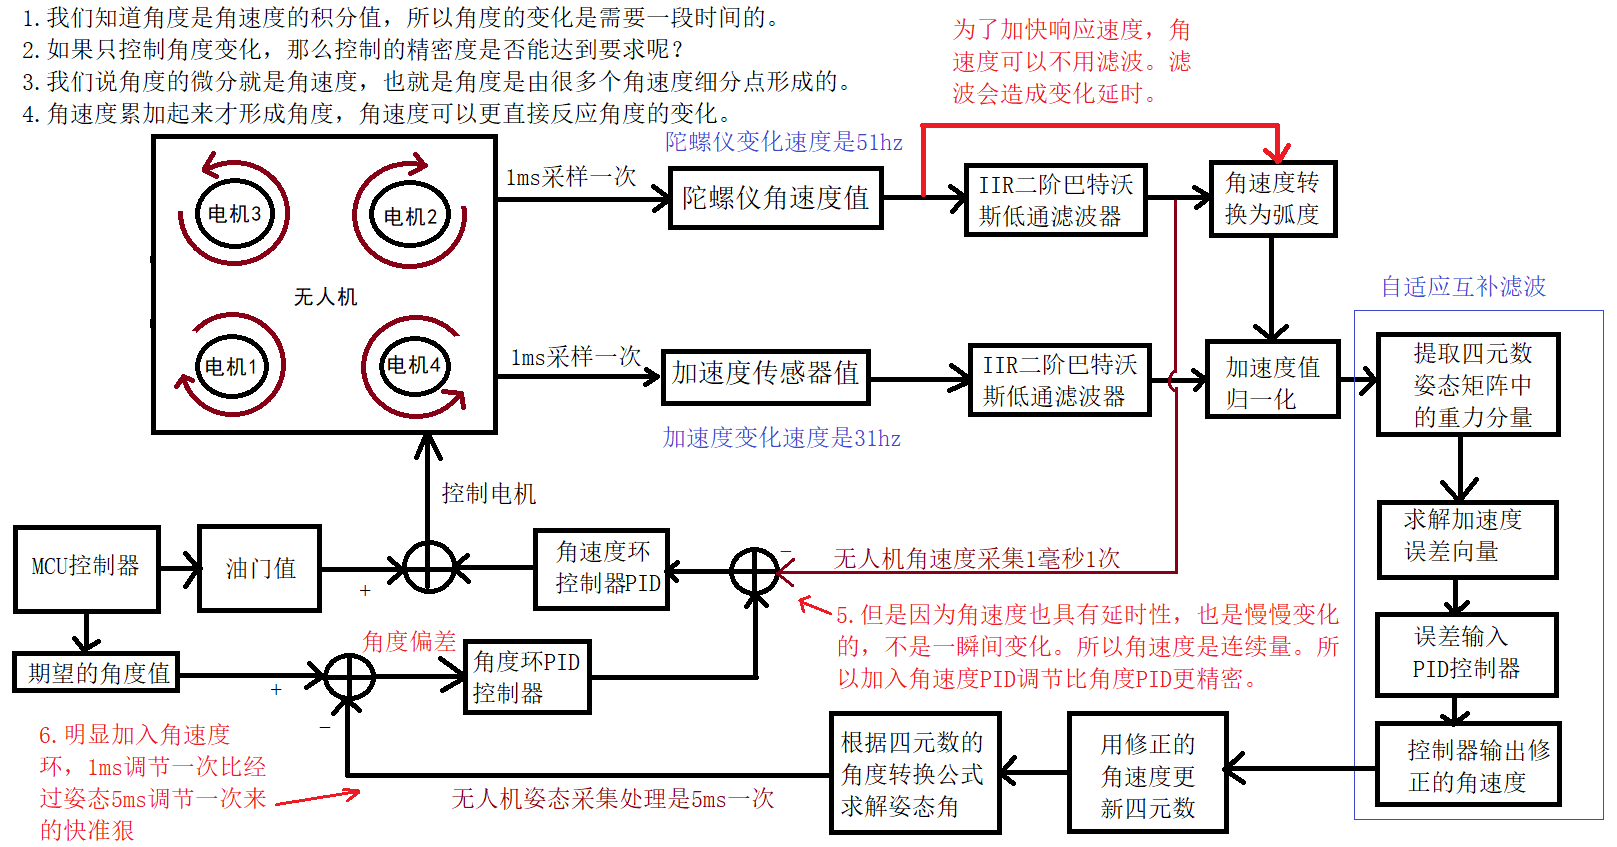 1.我们知道角度是角速度的积分值，所以角度的变化是需要一段时间的。
2.如果只控制角度变化，那么控制的精密度是否能达到要求呢？
3.我们说角度的微分就是角速度，也就是角度是由很多个角速度细分点形成的。
4.角速度累加起来才形成角度，角速度可以更直接反应角度的变化。
为了加快响应速度，角
速度可以不用滤波。滤
波会造成变化延时。
陀螺仪变化速度是51hz
电机3
电机2
无人机
电机1
电机4
1ms采样一次
陀螺仪角速度值
IIR二阶巴特沃
斯低通滤波器
角速度转
换为弧度
1ms采样一次
加速度传感器值
IIR二阶巴特沃
斯低通滤波器
加速度值
归一化
加速度变化速度是31hz
自适应互补滤波
提取四元数
姿态矩阵中
的重力分量
求解加速度
误差向量
误差输入
PID控制器
控制器输出修
正的角速度
控制电机
MCU控制器
油门值
+
角速度环
控制器PID
-
无人机角速度采集1毫秒1次
5.但是因为角速度也具有延时性，也是慢慢变化
的，不是一瞬间变化。所以角速度是连续量。所
以加入角速度PID调节比角度PID更精密。
期望的角度值
+
-
角度偏差
角度环PID
控制器
6.明显加入角速度
环，1ms调节一次比经
过姿态5ms调节一次来
的快准狠
无人机姿态采集处理是5ms一次
根据四元数的
角度转换公式
求解姿态角
用修正的
角速度更
新四元数